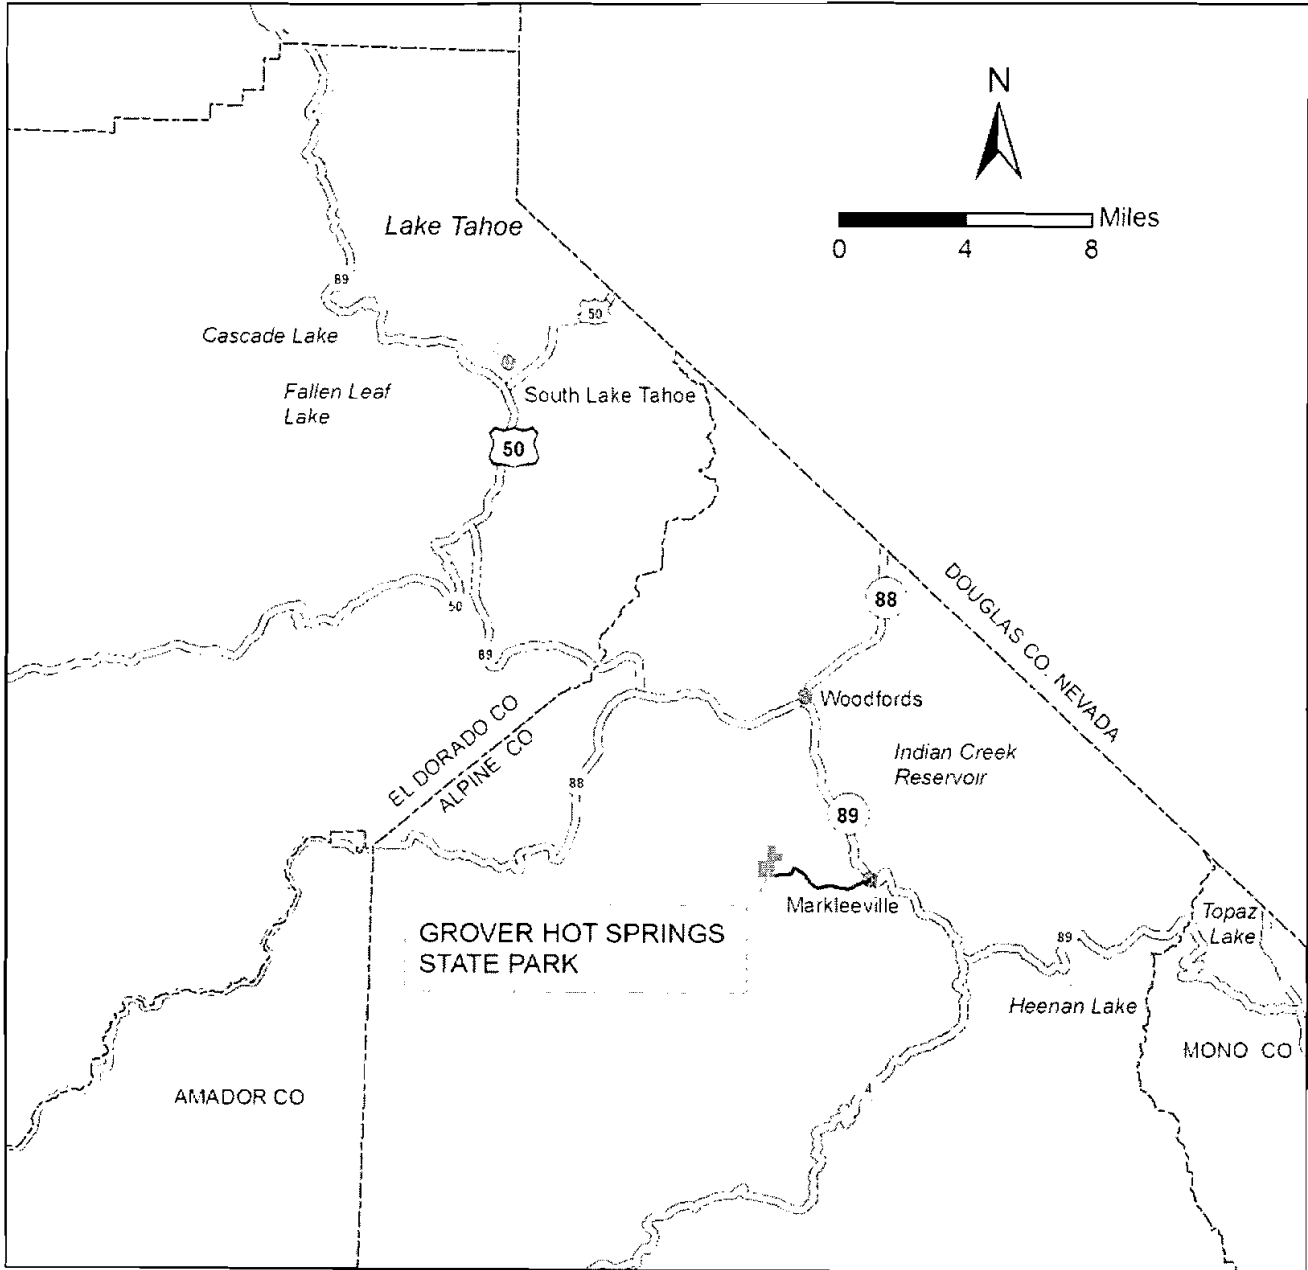 N
Miles
0 4 8
Lake Tahoe
89
50
Cascade Lake
Fallen Leaf
Lake
South Lake Tahoe
50
50
89
88
DOUGLAS CO. NEVADA
Woodfords
EL DORADO CO
ALPINE CO
Indian Creek
Reservoir
88
89
Markleeville
GROVER HOT SPRINGS
STATE PARK
Topaz
Lake
89
Heenan Lake
MONO CO
4
AMADOR CO